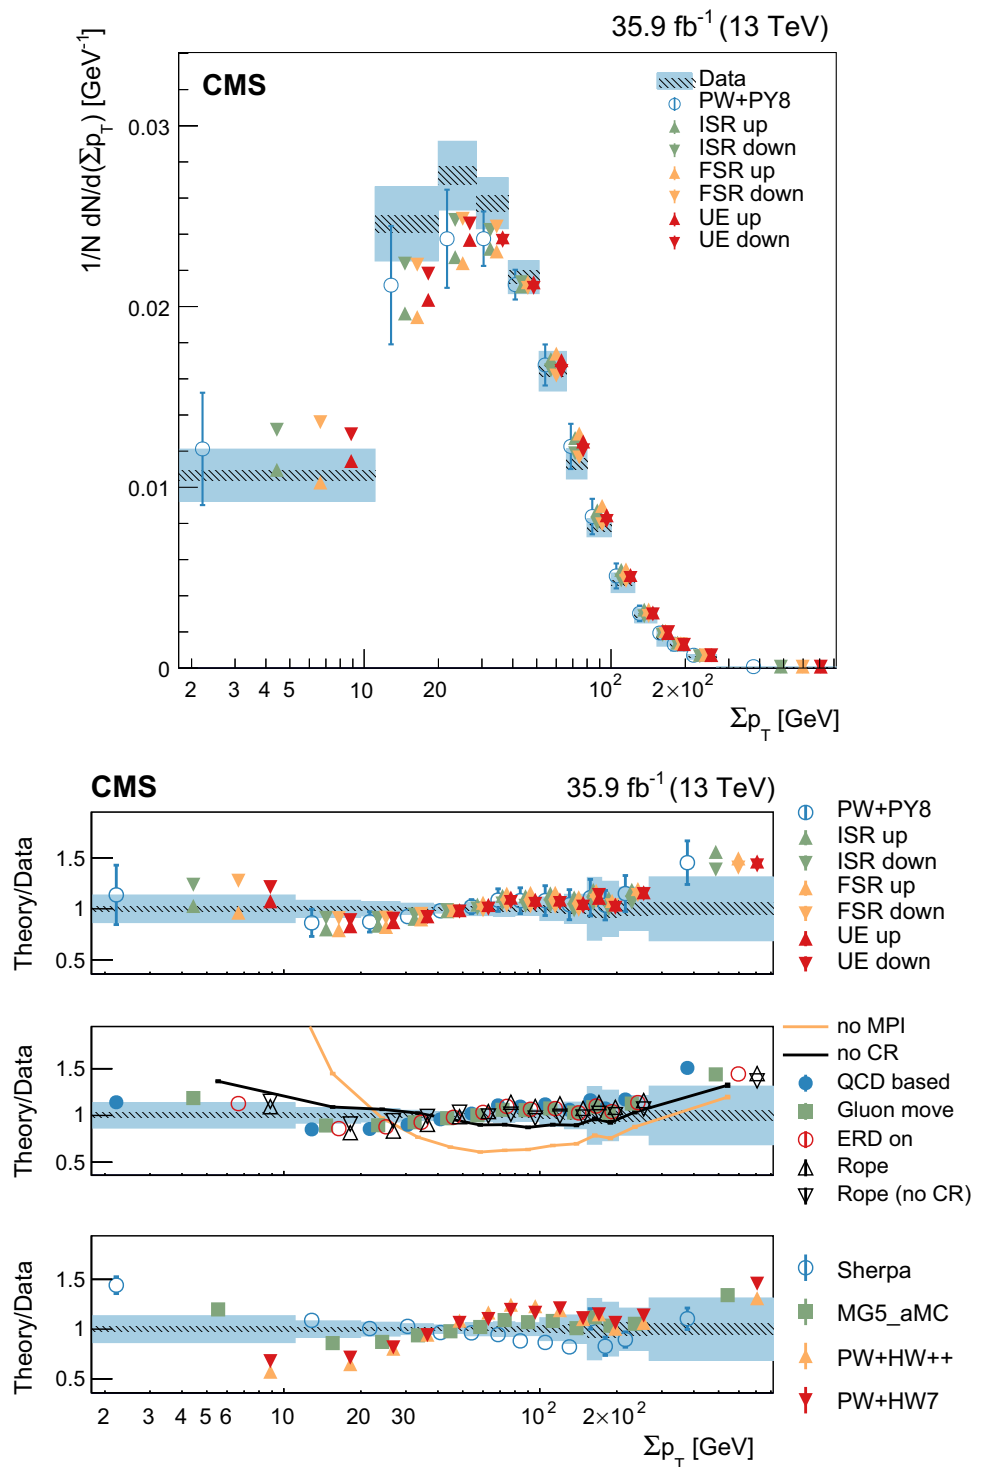 35.9 fb⁻¹ (13 TeV)
CMS
1/N dN/d(Σp_T) [GeV⁻¹]
Data
PW+PY8
ISR up
ISR down
FSR up
FSR down
UE up
UE down
0.03
0.02
0.01
0
2 3 4 5 10 20 10² 2×10²
Σp_T [GeV]
CMS 35.9 fb⁻¹ (13 TeV)
Theory/Data
1.5
1
0.5
PW+PY8
ISR up
ISR down
FSR up
FSR down
UE up
UE down
Theory/Data
1.5
1
0.5
no MPI
no CR
QCD based
Gluon move
ERD on
Rope
Rope (no CR)
Theory/Data
1.5
1
0.5
Sherpa
MG5_aMC
PW+HW++
PW+HW7
2 3 4 5 6 10 20 30 10² 2×10²
Σp_T [GeV]